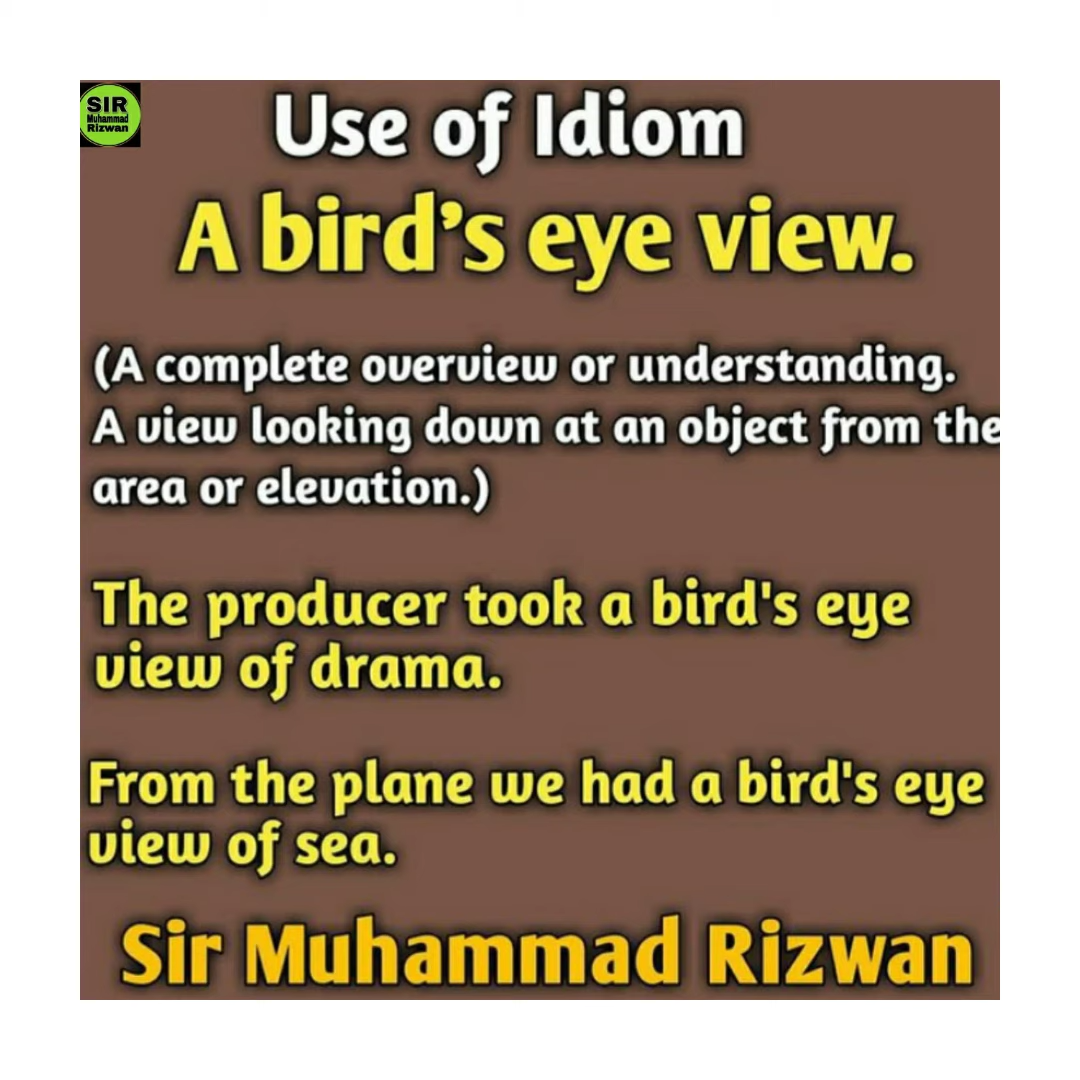 SIR
Muhammad
Rizwan
Use of Idiom
A bird’s eye view.
(A complete overview or understanding.
A view looking down at an object from the
area or elevation.)
The producer took a bird's eye
view of drama.
From the plane we had a bird's eye
view of sea.
Sir Muhammad Rizwan